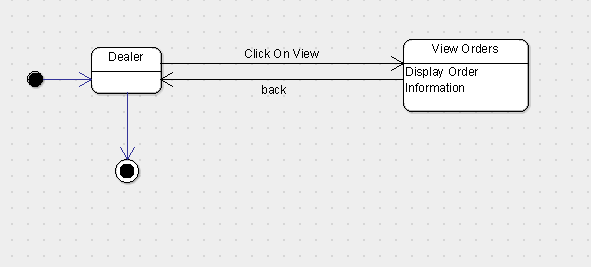 Dealer
Click On View
back
View Orders
Display Order
Information